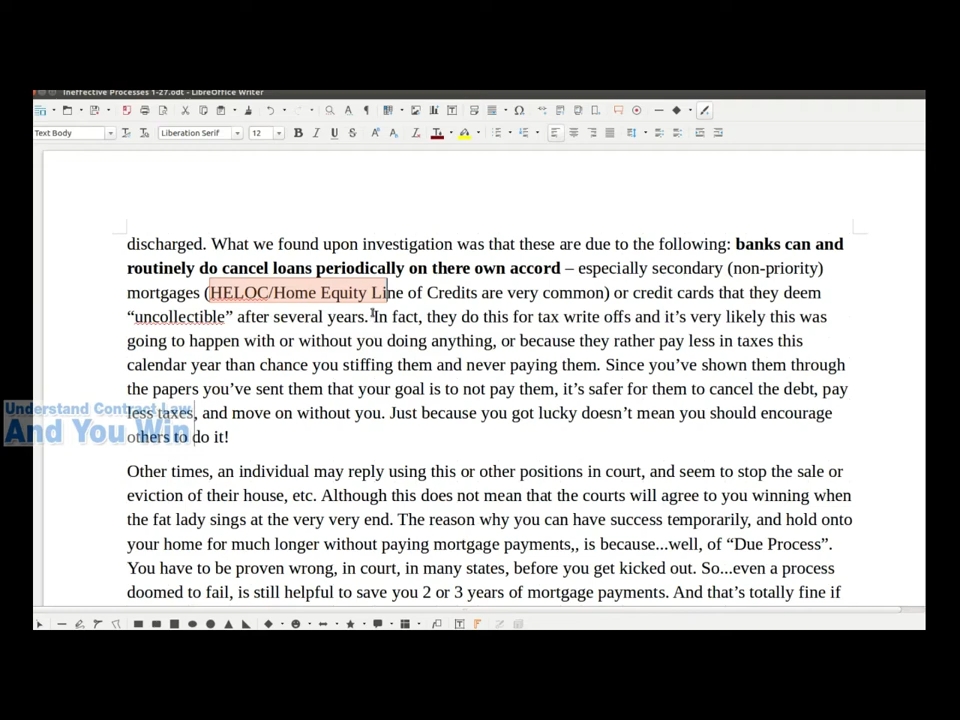 Ineffective Processes 1-27.odt - LibreOffice Writer
Text Body Liberation Serif 12
discharged. What we found upon investigation was that these are due to the following: banks can and
routinely do cancel loans periodically on there own accord – especially secondary (non-priority)
mortgages (HELOC/Home Equity Line of Credits are very common) or credit cards that they deem
“uncollectible” after several years. In fact, they do this for tax write offs and it’s very likely this was
going to happen with or without you doing anything, or because they rather pay less in taxes this
calendar year than chance you stiffing them and never paying them. Since you’ve shown them through
the papers you’ve sent them that your goal is to not pay them, it’s safer for them to cancel the debt, pay
less taxes, and move on without you. Just because you got lucky doesn’t mean you should encourage
others to do it!
Understand Contract Law
And You Win
Other times, an individual may reply using this or other positions in court, and seem to stop the sale or
eviction of their house, etc. Although this does not mean that the courts will agree to you winning when
the fat lady sings at the very very end. The reason why you can have success temporarily, and hold onto
your home for much longer without paying mortgage payments,, is because...well, of “Due Process”.
You have to be proven wrong, in court, in many states, before you get kicked out. So...even a process
doomed to fail, is still helpful to save you 2 or 3 years of mortgage payments. And that’s totally fine if